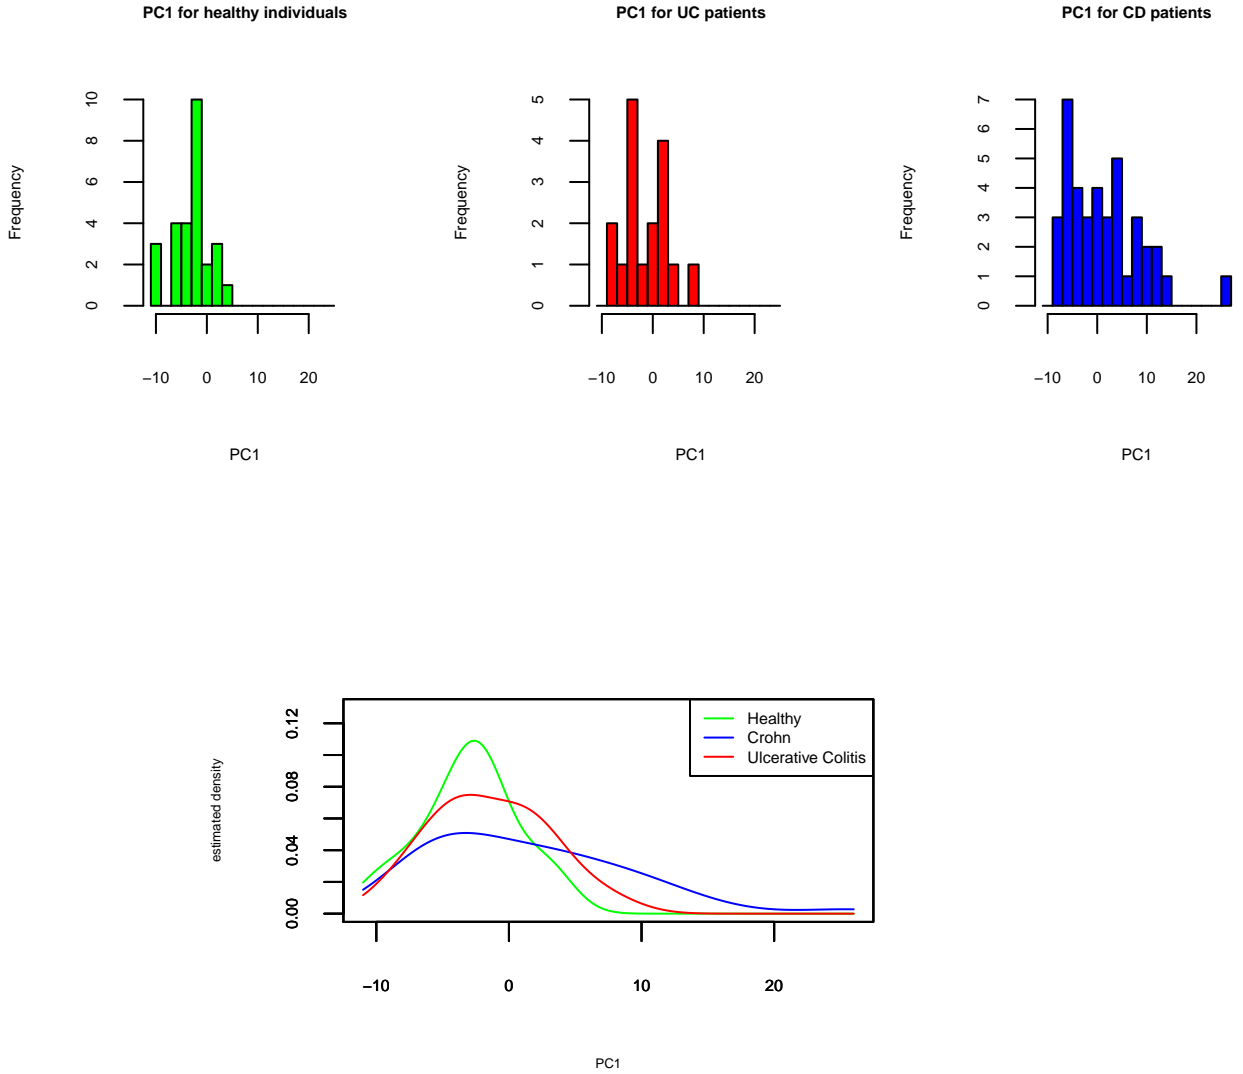 PC1 for healthy individuals
Frequency
0 2 4 6 8 10
−10 0 10 20
PC1
PC1 for UC patients
Frequency
0 1 2 3 4 5
−10 0 10 20
PC1
PC1 for CD patients
Frequency
0 1 2 3 4 5 6 7
−10 0 10 20
PC1
estimated density
0.00 0.04 0.08 0.12
Healthy
Crohn
Ulcerative Colitis
−10 0 10 20
PC1